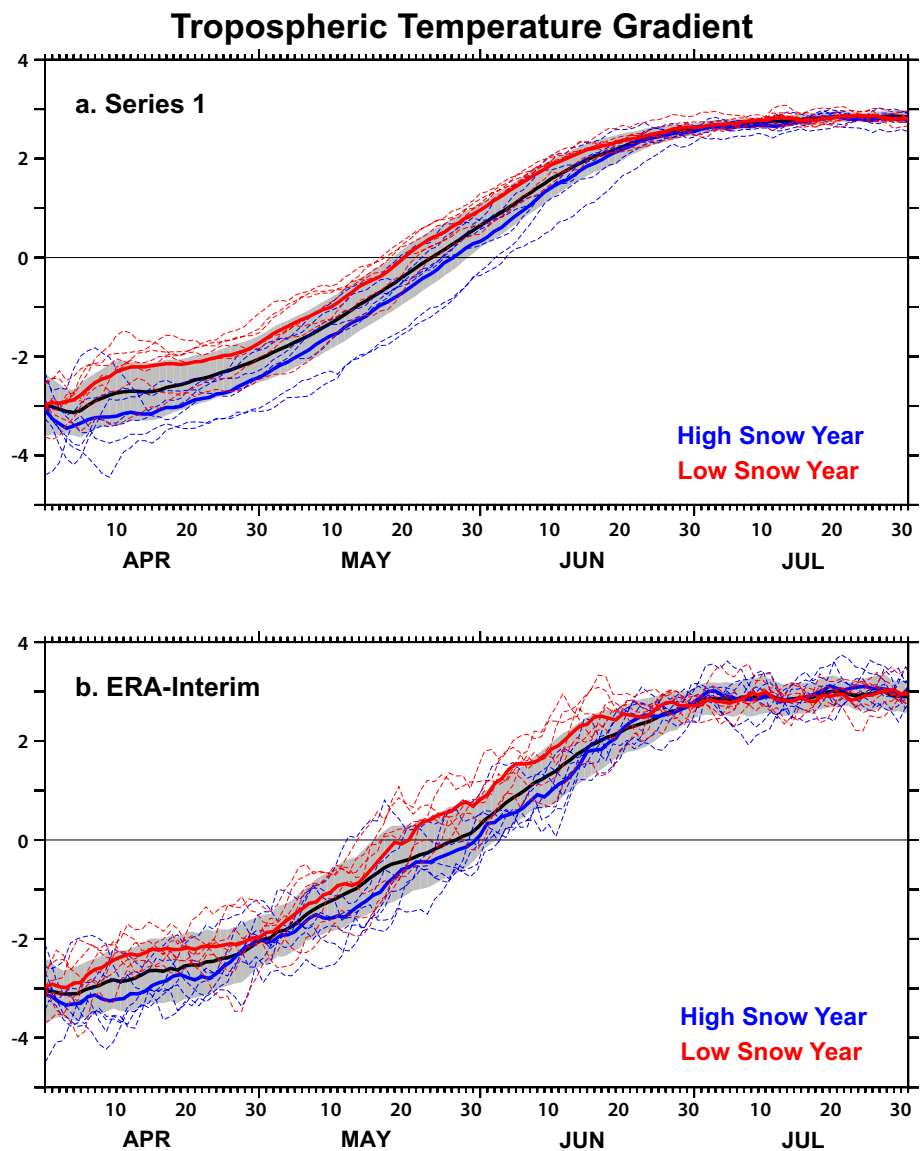 Tropospheric Temperature Gradient
4
a. Series 1
2
0
-2
-4
High Snow Year
Low Snow Year
10 20 30 10 20 30 10 20 30 10 20 30
APR MAY JUN JUL
4
b. ERA-Interim
2
0
-2
-4
High Snow Year
Low Snow Year
10 20 30 10 20 30 10 20 30 10 20 30
APR MAY JUN JUL